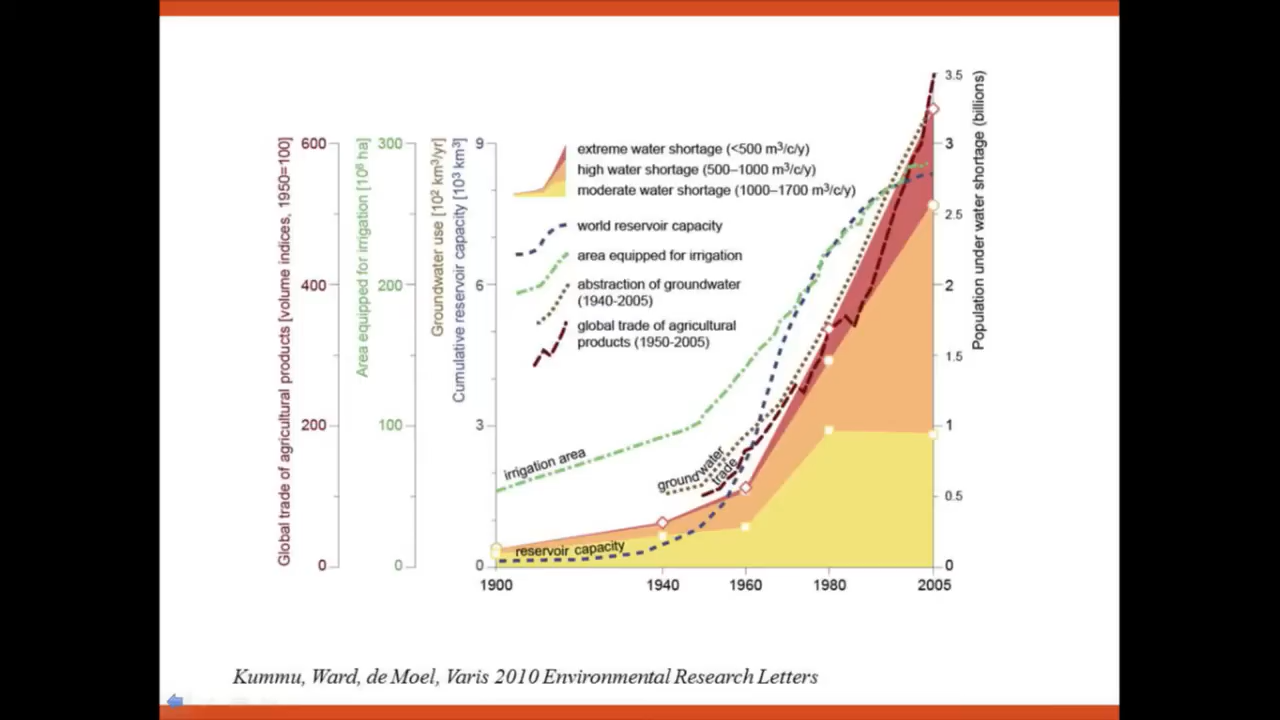 Global trade of agricultural products [volume indices, 1950=100]
600
400
200
0
Area equipped for irrigation [10⁶ ha]
300
200
100
0
Groundwater use [10² km³/yr]
Cumulative reservoir capacity [10³ km³]
9
6
3
0
extreme water shortage (<500 m³/c/y)
high water shortage (500–1000 m³/c/y)
moderate water shortage (1000–1700 m³/c/y)
world reservoir capacity
area equipped for irrigation
abstraction of groundwater
(1940-2005)
global trade of agricultural
products (1950-2005)
irrigation area
groundwater
trade
reservoir capacity
3.5
3
2.5
2
1.5
1
0.5
0
Population under water shortage (billions)
1900 1940 1960 1980 2005
Kummu, Ward, de Moel, Varis 2010 Environmental Research Letters